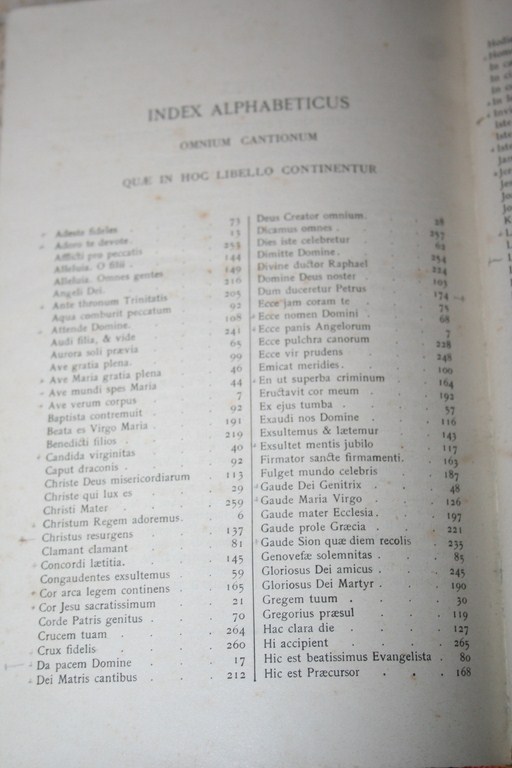 INDEX ALPHABETICUS
OMNIUM CANTIONUM
QUÆ IN HOC LIBELLO CONTINENTUR
Adeste fideles . 73
Adoro te devote . 13
Afflicti pro peccatis . 253
Alleluia. O filii . 144
Alleluia. Omnes gentes . 149
Angeli Dei. . 216
Ante thronum Trinitatis . 205
Aqua comburit peccatum . 92
Attende Domine. . 108
Audi filia, & vide . 241
Aurora soli prævia . 65
Ave gratia plena. . 99
Ave Maria gratia plena . 46
Ave mundi spes Maria . 44
Ave verum corpus . 7
Baptista contremuit . 92
Beata es Virgo Maria . 191
Benedicti filios . 219
Candida virginitas . 40
Caput draconis . 92
Christe Deus misericordiarum 113
Christe qui lux es . 29
Christi Mater . 259
Christum Regem adoremus . 6
Christus resurgens . 137
Clamant clamant . 81
Concordi lætitia . 145
Congaudentes exsultemus . 59
Cor arca legem continens . 165
Cor Jesu sacratissimum . 21
Corde Patris genitus . 70
Crucem tuam . 264
Crux fidelis . 260
Da pacem Domine . 17
Dei Matris cantibus . 212
Deus Creator omnium. . 28
Dicamus omnes . 257
Dies iste celebretur . 62
Dimitte Domine. . 254
Divine ductor Raphael . 224
Domine Deus noster .
Dum duceret Petrus . 174
Ecce jam coram te . 75
Ecce nomen Domini . 68
Ecce panis Angelorum . 7
Ecce pulchra canorum . 228
Ecce vir prudens . 248
Emicat meridies. . 100
En ut superba criminum . 164
Eructavit cor meum . 192
Ex ejus tumba . 57
Exaudi nos Domine . 116
Exsultemus & lætemur . 143
Exsultet mentis jubilo . 117
Firmator sancte firmamenti. . 163
Fulget mundo celebris . 187
Gaude Dei Genitrix . 48
Gaude Maria Virgo . 126
Gaude mater Ecclesia . 197
Gaude prole Græcia . 221
Gaude Sion quæ diem recolis . 235
Genovefæ solemnitas . 85
Gloriosus Dei amicus . 245
Gloriosus Dei Martyr . 190
Gregem tuum . 30
Gregorius præsul . 119
Hac clara die . 127
Hi accipient . 265
Hic est beatissimus Evangelista . 80
Hic est Præcursor . 168